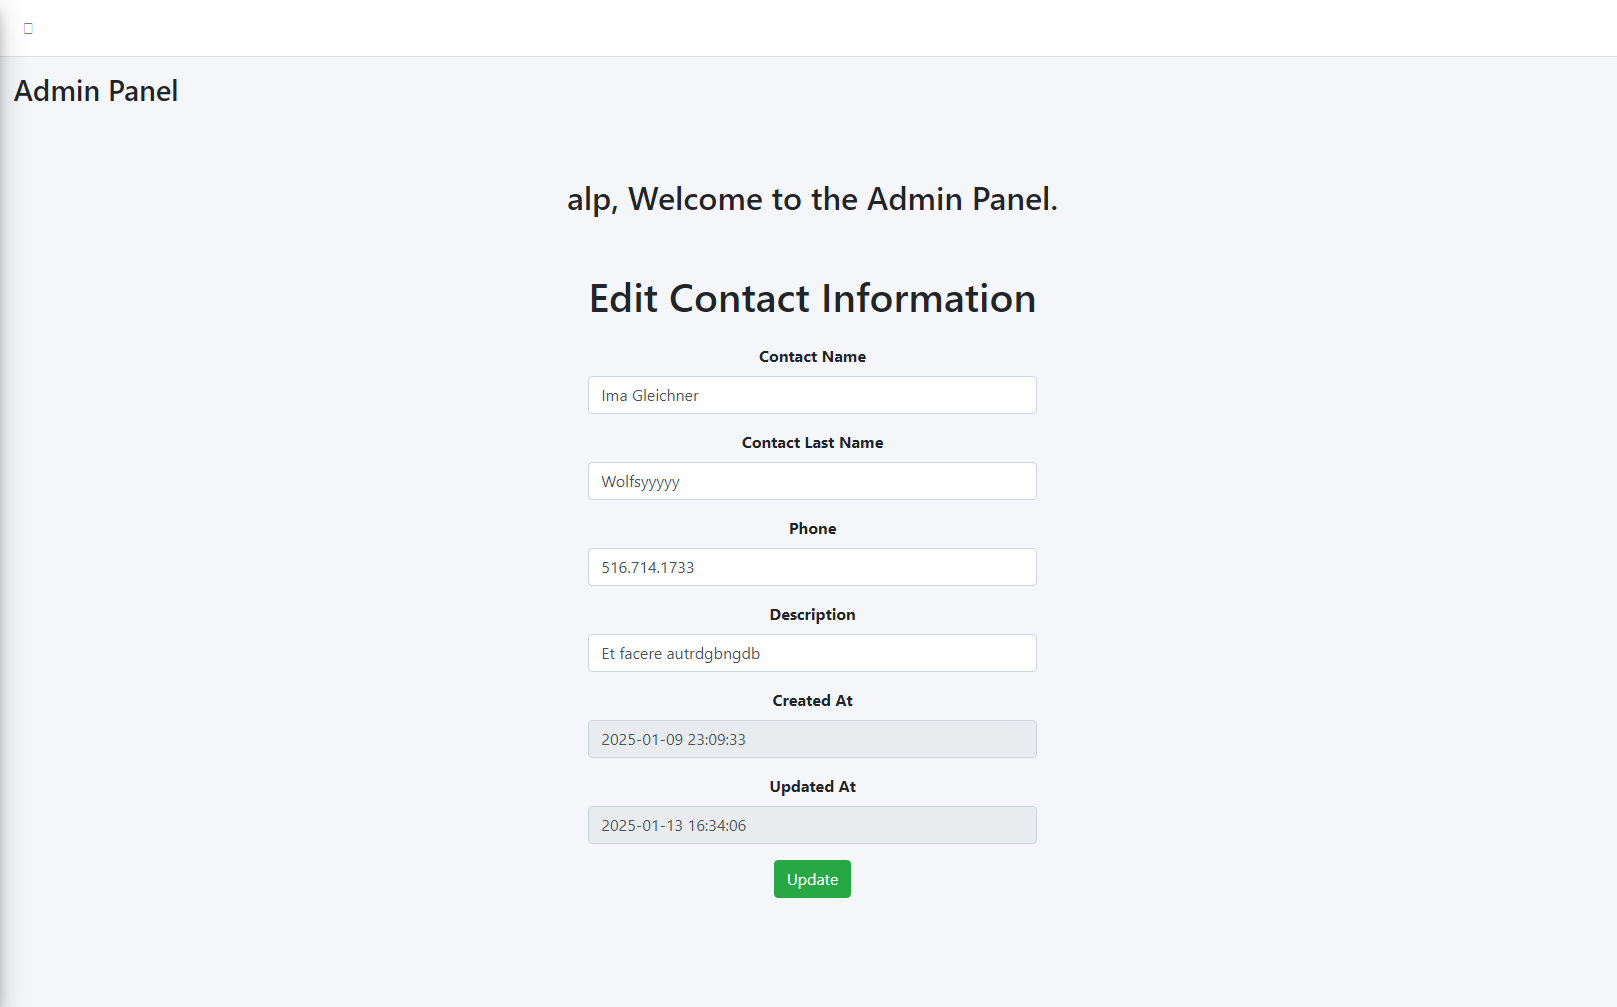 Admin Panel
alp, Welcome to the Admin Panel.
Edit Contact Information
Contact Name
Ima Gleichner
Contact Last Name
Wolfsyyyyy
Phone
516.714.1733
Description
Et facere autrdgbngdb
Created At
2025-01-09 23:09:33
Updated At
2025-01-13 16:34:06
Update